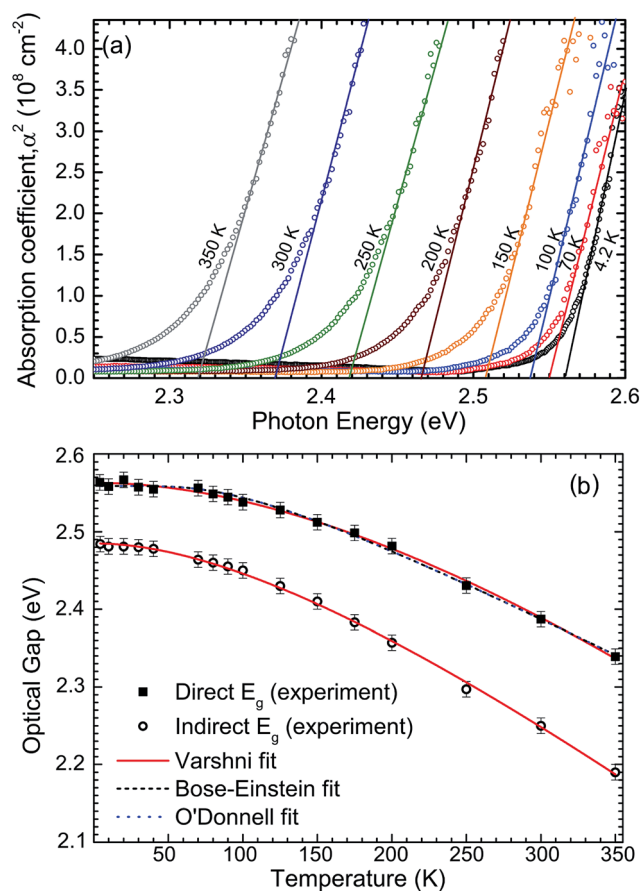 (a)
Absorption coefficient,α² (10⁸ cm⁻²)
4.0
3.5
3.0
2.5
2.0
1.5
1.0
0.5
0.0
350 K
300 K
250 K
200 K
150 K
100 K
70 K
4.2 K
2.3 2.4 2.5 2.6
Photon Energy (eV)
(b)
Optical Gap (eV)
2.6
2.5
2.4
2.3
2.2
2.1
Direct E_g (experiment)
Indirect E_g (experiment)
Varshni fit
Bose-Einstein fit
O'Donnell fit
50 100 150 200 250 300 350
Temperature (K)